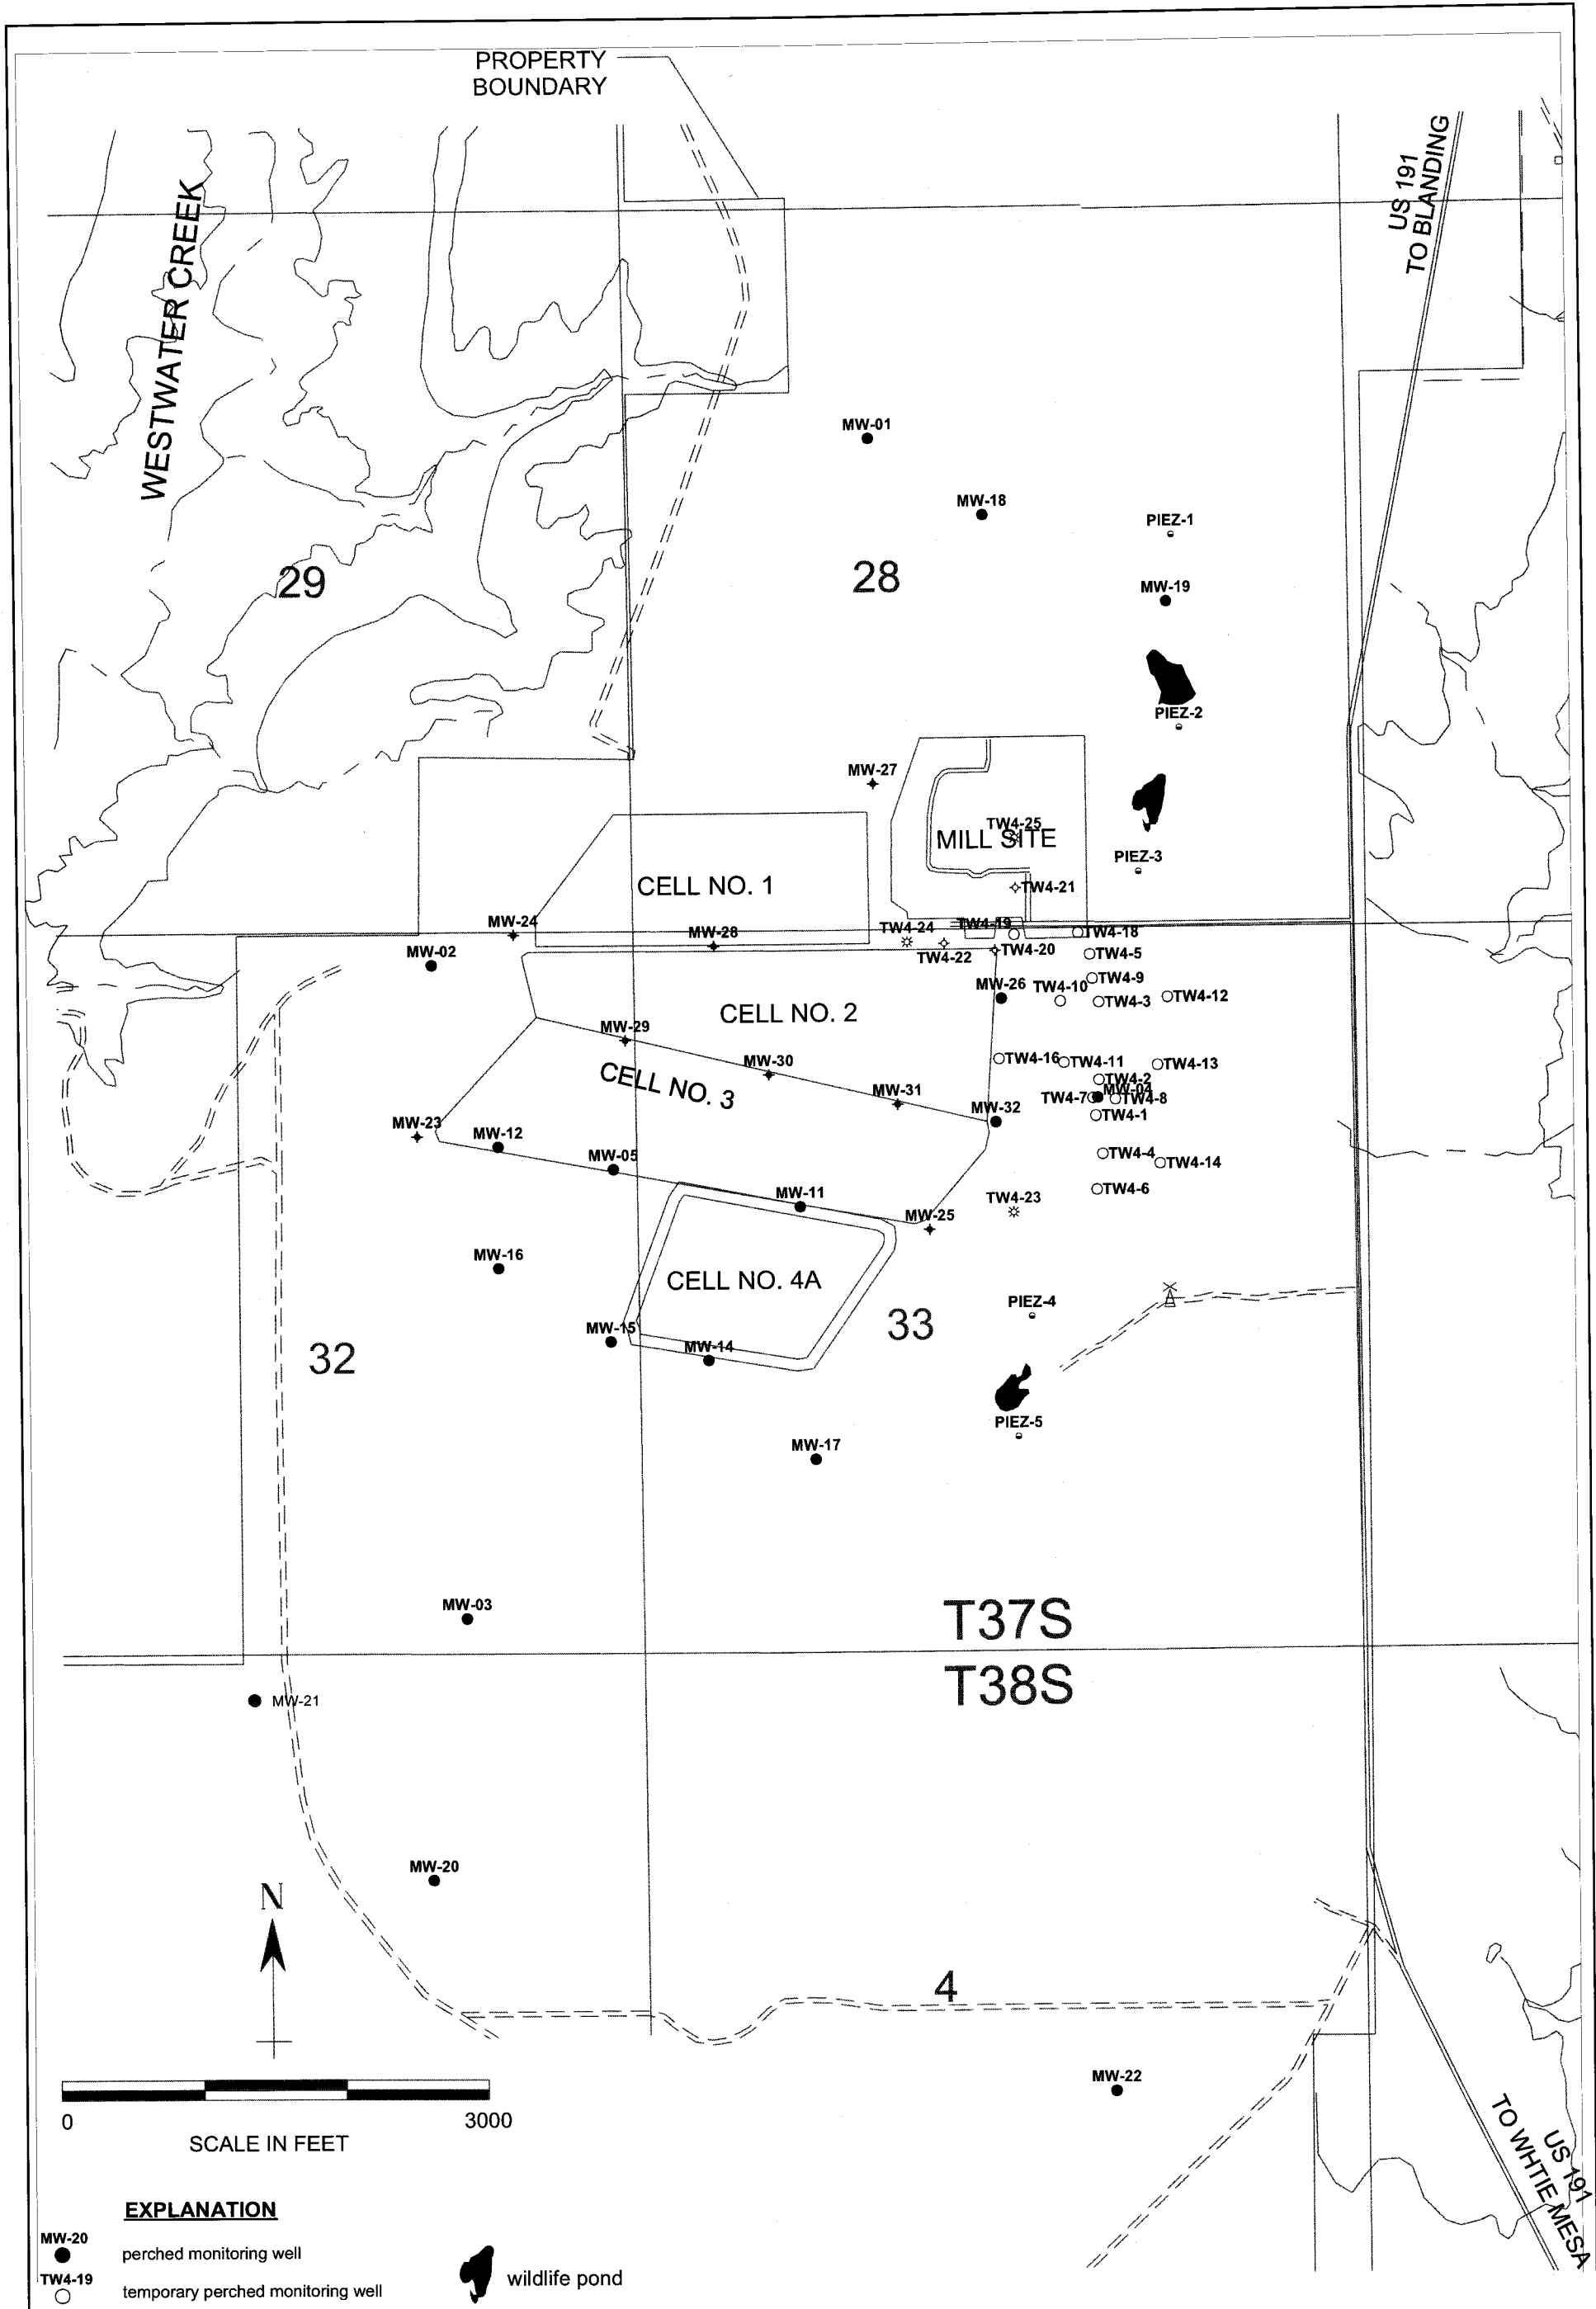 PROPERTY
BOUNDARY
US 191
TO BLANDING
WESTWATER CREEK
MW-01
MW-18
PIEZ-1
29
28
MW-19
PIEZ-2
MW-27
TW4-25
MILL SITE
PIEZ-3
CELL NO. 1
TW4-21
MW-24
MW-28
TW4-24
TW4-19
TW4-18
MW-02
TW4-22
TW4-20
TW4-5
MW-26
TW4-9
TW4-10
TW4-3
TW4-12
CELL NO. 2
MW-29
MW-30
TW4-16
TW4-11
TW4-13
CELL NO. 3
TW4-2
MW-31
MW-04
TW4-7
TW4-8
MW-32
TW4-1
MW-23
MW-12
MW-05
TW4-4
TW4-14
MW-11
TW4-6
TW4-23
MW-25
MW-16
CELL NO. 4A
PIEZ-4
33
MW-15
MW-14
32
PIEZ-5
MW-17
MW-03
T37S
T38S
MW-21
MW-20
N
4
MW-22
0
3000
SCALE IN FEET
US 191
TO WHTIE MESA
EXPLANATION
MW-20
perched monitoring well
wildlife pond
TW4-19
temporary perched monitoring well